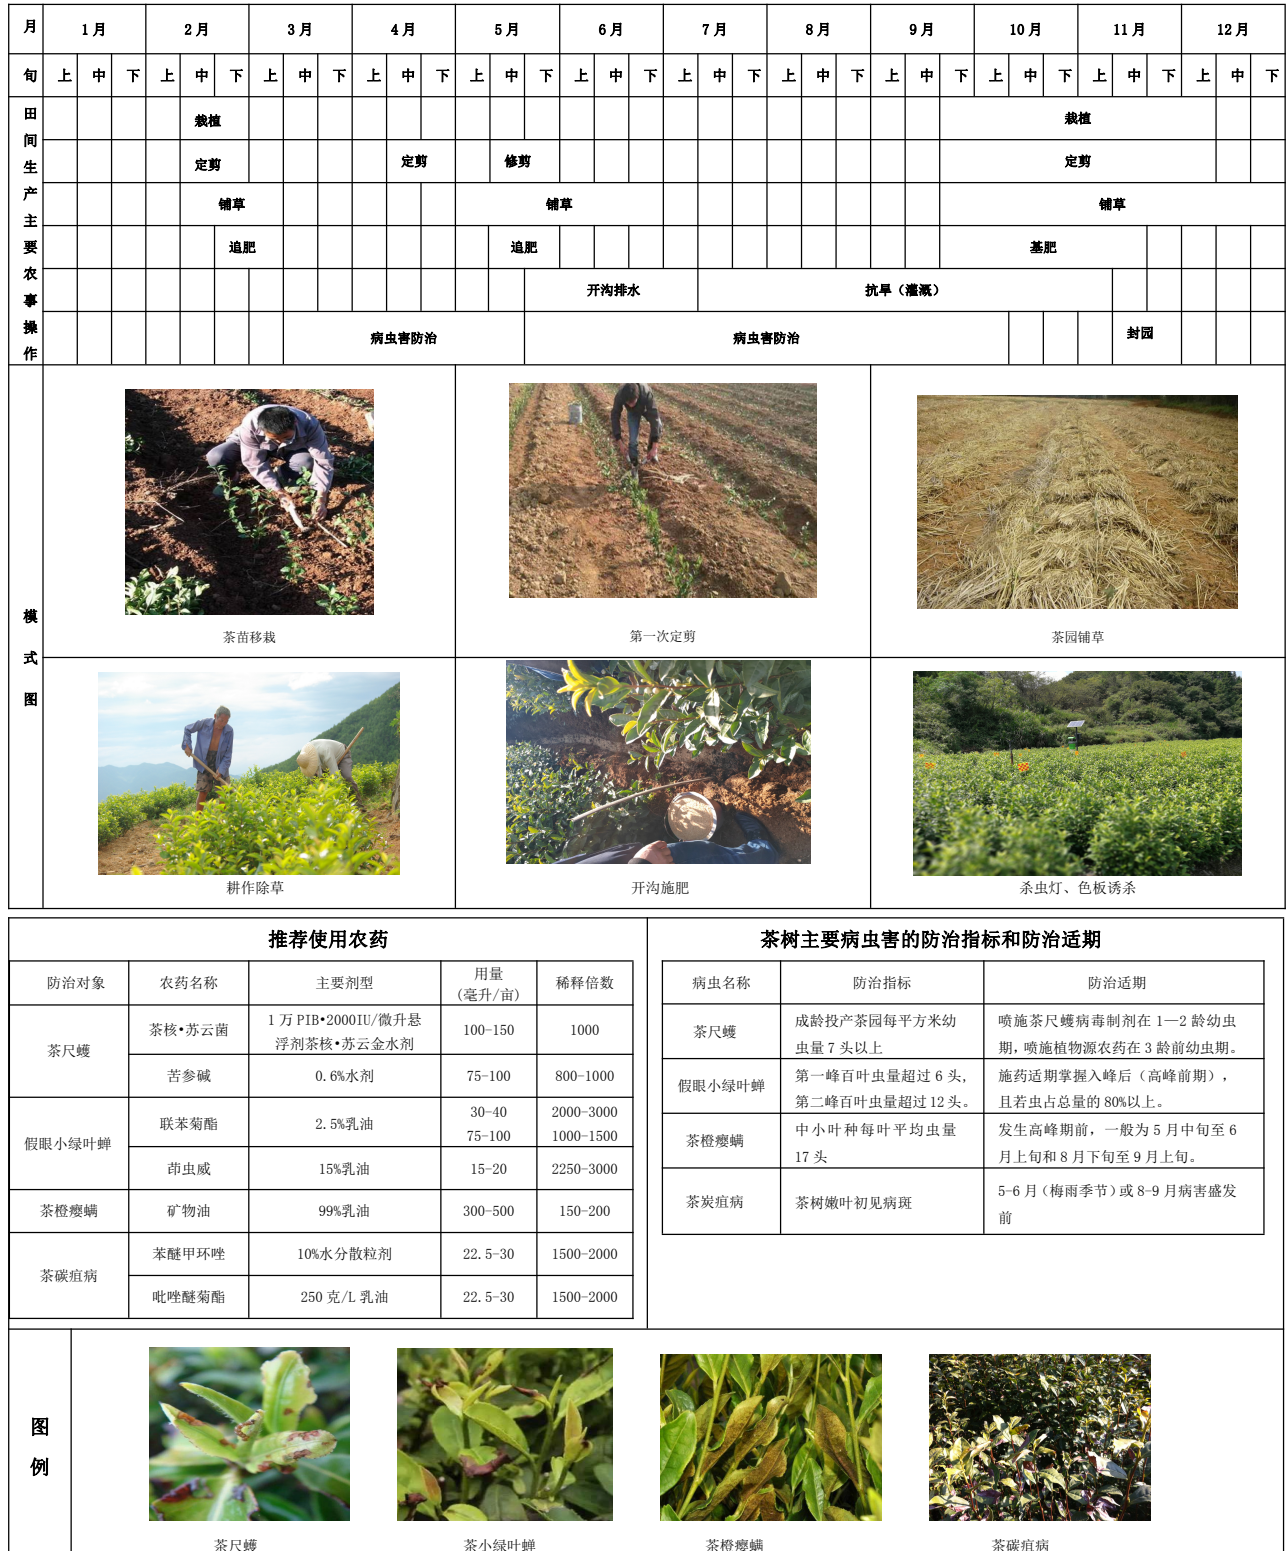 月 1月 2月 3月 4月 5月 6月 7月 8月 9月 10月 11月 12月
旬 上 中 下 上 中 下 上 中 下 上 中 下 上 中 下 上 中 下 上 中 下 上 中 下 上 中 下 上 中 下 上 中 下 上 中 下
田间生产主要农事操作
栽植 栽植
定剪 定剪 修剪 定剪
铺草 铺草 铺草
追肥 追肥 基肥
开沟排水 抗旱（灌溉）
病虫害防治 病虫害防治 封园
模式图
茶苗移栽 第一次定剪 茶园铺草
耕作除草 开沟施肥 杀虫灯、色板诱杀
推荐使用农药
防治对象 农药名称 主要剂型 用量 稀释倍数
(毫升/亩)
茶尺蠖
茶核•苏云菌 1万PIB•2000IU/微升悬 100-150 1000
浮剂茶核•苏云金水剂
苦参碱 0.6%水剂 75-100 800-1000
假眼小绿叶蝉
联苯菊酯 2.5%乳油 30-40 2000-3000
75-100 1000-1500
茚虫威 15%乳油 15-20 2250-3000
茶橙瘿螨 矿物油 99%乳油 300-500 150-200
茶碳疽病
苯醚甲环唑 10%水分散粒剂 22.5-30 1500-2000
吡唑醚菊酯 250克/L乳油 22.5-30 1500-2000
茶树主要病虫害的防治指标和防治适期
病虫名称 防治指标 防治适期
茶尺蠖 成龄投产茶园每平方米幼 喷施茶尺蠖病毒制剂在1—2龄幼虫
虫量7头以上 期，喷施植物源农药在3龄前幼虫期。
假眼小绿叶蝉 第一峰百叶虫量超过6头， 施药适期掌握入峰后（高峰前期），
第二峰百叶虫量超过12头。 且若虫占总量的80%以上。
茶橙瘿螨 中小叶种每叶平均虫量 发生高峰期前，一般为5月中旬至6
17头 月上旬和8月下旬至9月上旬。
茶炭疽病 茶树嫩叶初见病斑 5-6月（梅雨季节）或8-9月病害盛发
前
图例
茶尺蠖 茶小绿叶蝉 茶橙瘿螨 茶碳疽病